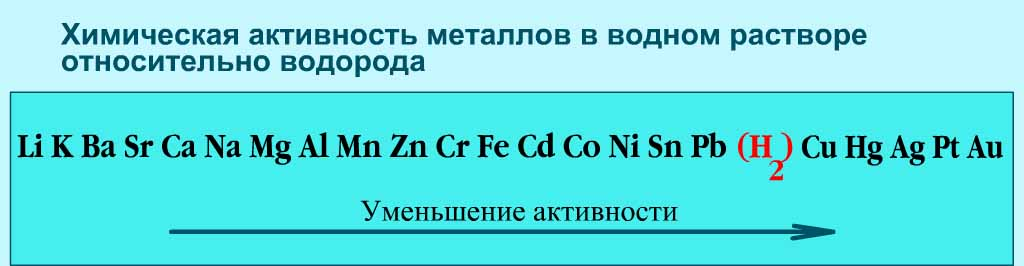 Химическая активность металлов в водном растворе
относительно водорода
Li K Ba Sr Ca Na Mg Al Mn Zn Cr Fe Cd Co Ni Sn Pb (H2) Cu Hg Ag Pt Au
Уменьшение активности